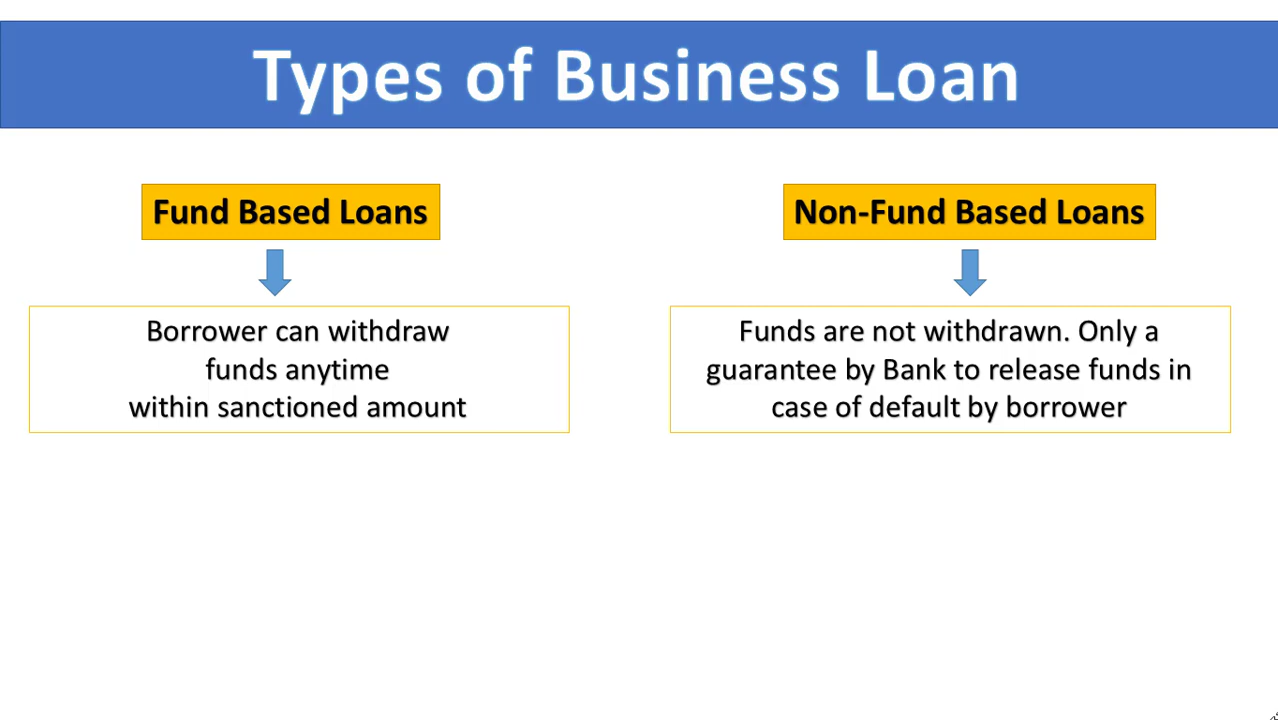 Types of Business Loan
Fund Based Loans
Borrower can withdraw
funds anytime
within sanctioned amount
Non-Fund Based Loans
Funds are not withdrawn. Only a
guarantee by Bank to release funds in
case of default by borrower